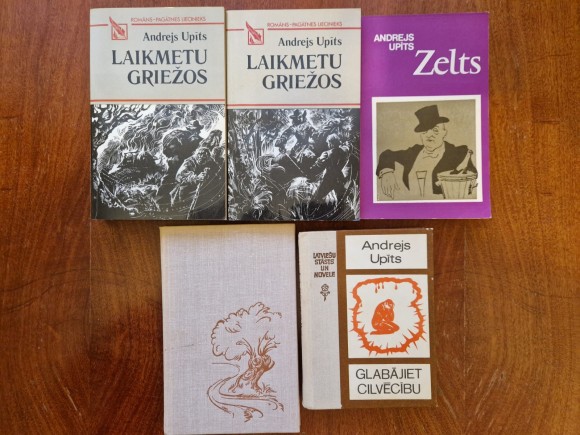 ROMĀNS-PAGĀTNES LIECINIEKS
Andrejs Upīts
LAIKMETU
GRIEŽOS
ROMĀNS-PAGĀTNES LIECINIEKS
Andrejs Upīts
LAIKMETU
GRIEŽOS
ANDREJS
UPĪTS
Zelts
LATVIEŠU
STĀSTS
UN
NOVELE
Andrejs
Upīts
GLABĀJIET
CILVĒCĪBU